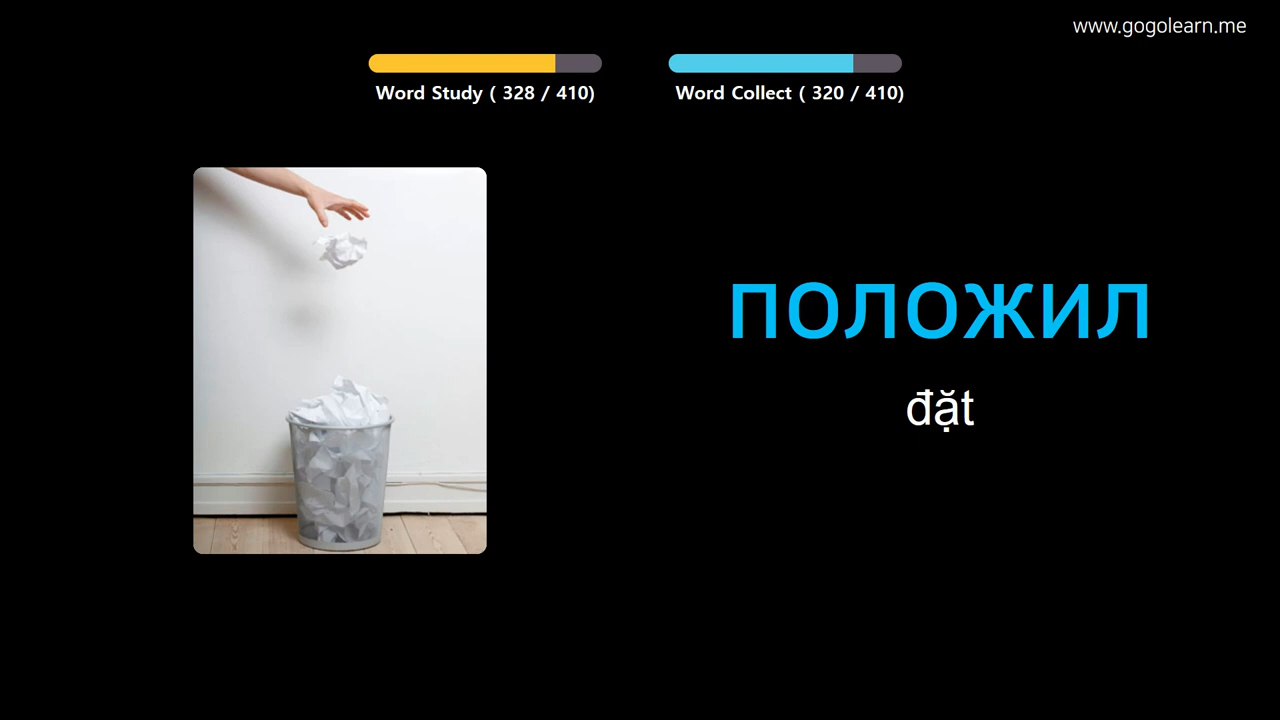 www.gogolearn.me
Word Study ( 328 / 410)
Word Collect ( 320 / 410)
положил
đặt